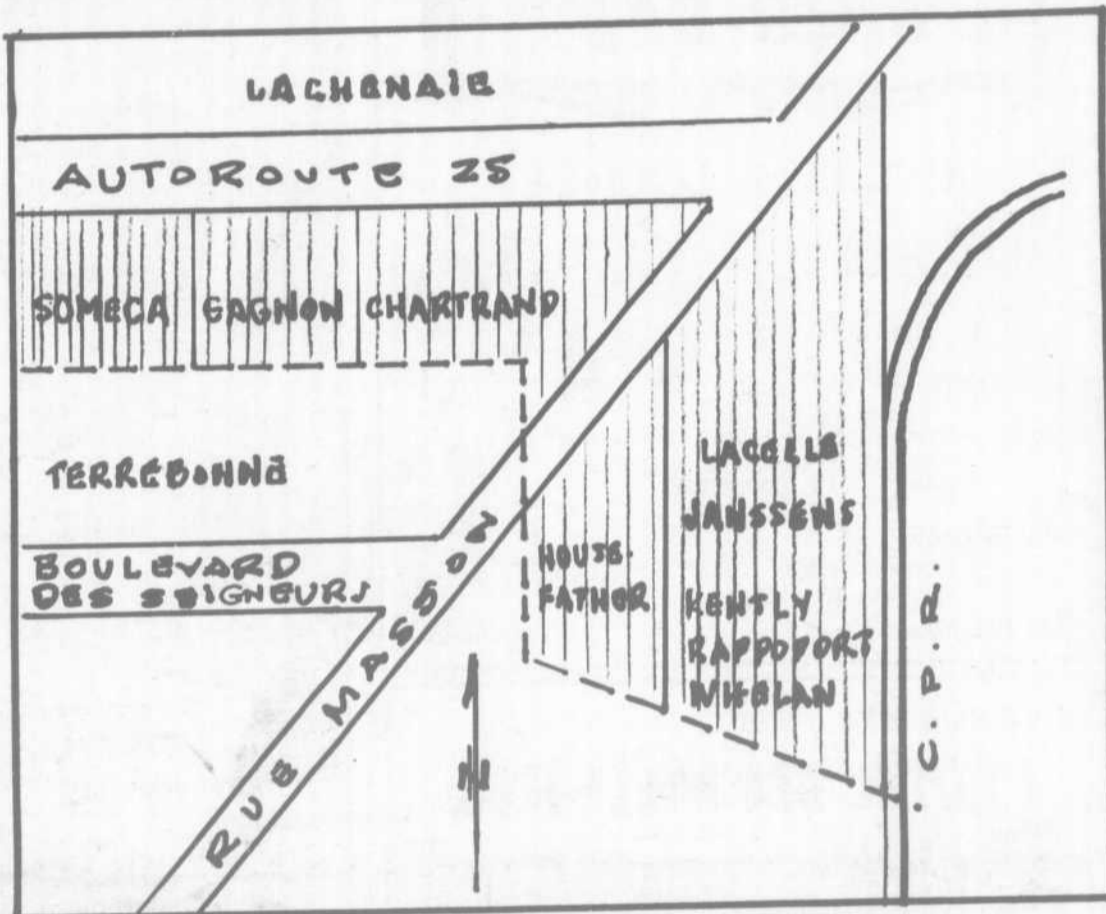 LACHENAIE
AUTOROUTE 25
SOMECA GAGNON CHARTRAND
TERREBONNE
BOULEVARD
DES SEIGNEURS
RUE MASSON
HOUSE.
FATHER
LACELLE
JANSSENS
KENTLY
RAPPOPORT
WHELAN
C.P.R.
N